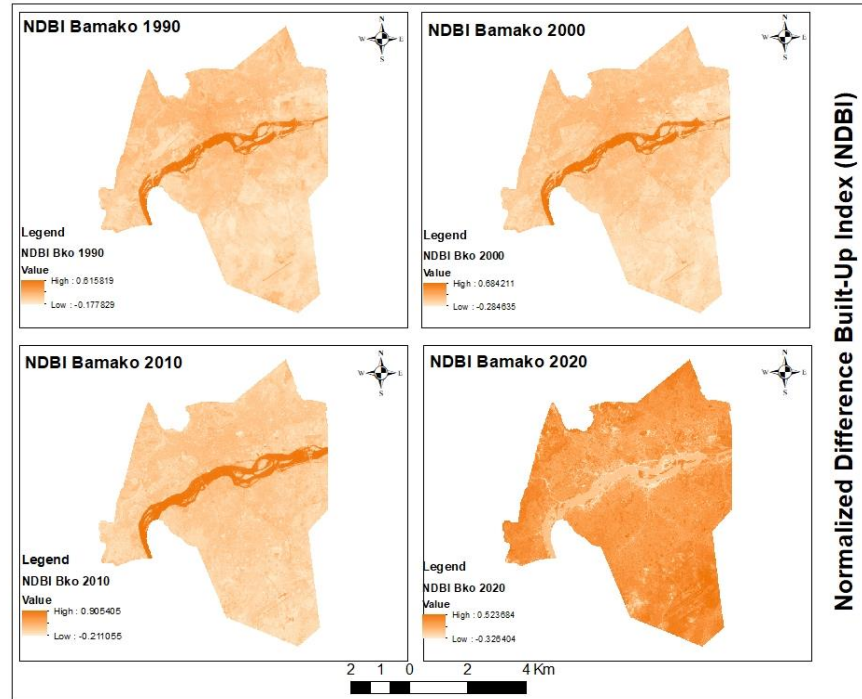 NDBI Bamako 1990
N
W E
S
Legend
NDBI Bko 1990
Value
High : 0.615819
Low : -0.177829
NDBI Bamako 2000
N
W E
S
Legend
NDBI Bko 2000
Value
High : 0.684211
Low : -0.284635
NDBI Bamako 2010
N
W E
S
Legend
NDBI Bko 2010
Value
High : 0.905405
Low : -0.211055
NDBI Bamako 2020
N
W E
S
Legend
NDBI Bko 2020
Value
High : 0.523684
Low : -0.326404
2 1 0 2 4 Km
Normalized Difference Built-Up Index (NDBI)